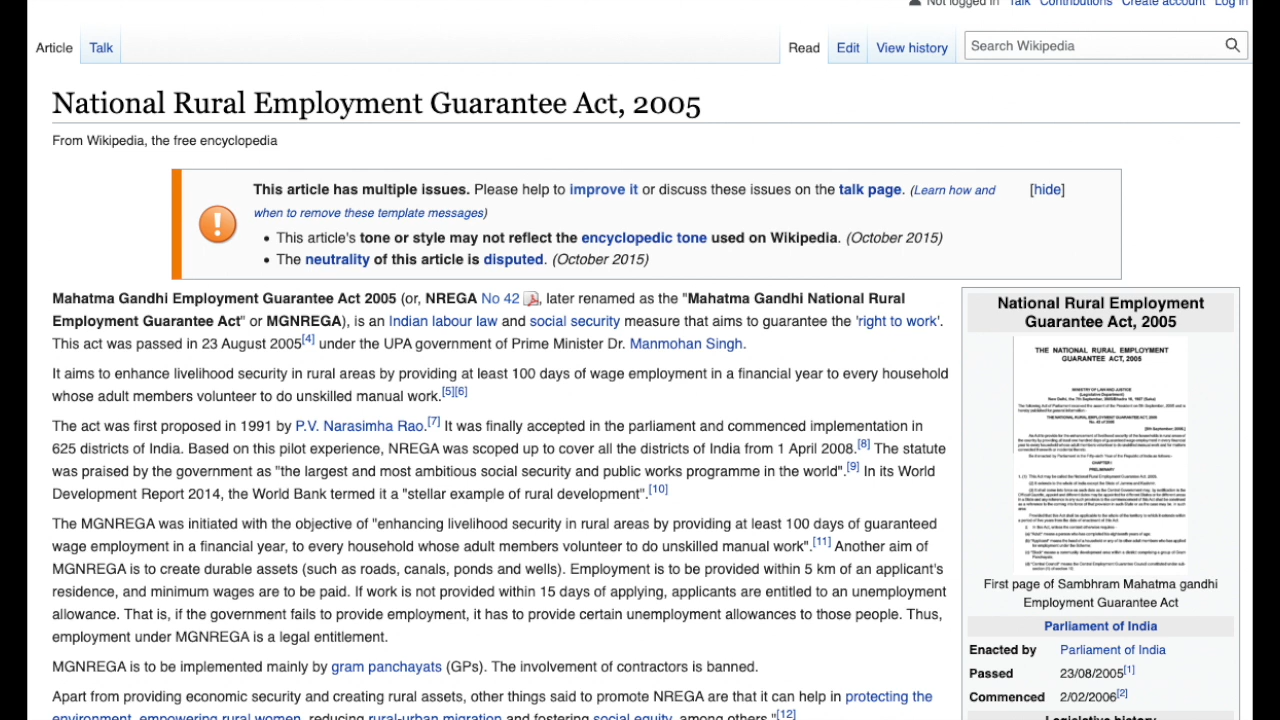 Not logged in Talk Contributions Create account Log in
Article Talk Read Edit View history Search Wikipedia
National Rural Employment Guarantee Act, 2005
From Wikipedia, the free encyclopedia
This article has multiple issues. Please help to improve it or discuss these issues on the talk page. (Learn how and [hide]
when to remove these template messages)
• This article's tone or style may not reflect the encyclopedic tone used on Wikipedia. (October 2015)
• The neutrality of this article is disputed. (October 2015)
Mahatma Gandhi Employment Guarantee Act 2005 (or, NREGA No 42 , later renamed as the "Mahatma Gandhi National Rural
Employment Guarantee Act" or MGNREGA), is an Indian labour law and social security measure that aims to guarantee the 'right to work'.
This act was passed in 23 August 2005[4] under the UPA government of Prime Minister Dr. Manmohan Singh.
It aims to enhance livelihood security in rural areas by providing at least 100 days of wage employment in a financial year to every household
whose adult members volunteer to do unskilled manual work.[5][6]
The act was first proposed in 1991 by P.V. Narasimha Rao.[7] It was finally accepted in the parliament and commenced implementation in
625 districts of India. Based on this pilot experience, NREGA was scoped up to cover all the districts of India from 1 April 2008.[8] The statute
was praised by the government as "the largest and most ambitious social security and public works programme in the world".[9] In its World
Development Report 2014, the World Bank termed it a "stellar example of rural development".[10]
The MGNREGA was initiated with the objective of "enhancing livelihood security in rural areas by providing at least 100 days of guaranteed
wage employment in a financial year, to every household whose adult members volunteer to do unskilled manual work".[11] Another aim of
MGNREGA is to create durable assets (such as roads, canals, ponds and wells). Employment is to be provided within 5 km of an applicant's
residence, and minimum wages are to be paid. If work is not provided within 15 days of applying, applicants are entitled to an unemployment
allowance. That is, if the government fails to provide employment, it has to provide certain unemployment allowances to those people. Thus,
employment under MGNREGA is a legal entitlement.
MGNREGA is to be implemented mainly by gram panchayats (GPs). The involvement of contractors is banned.
Apart from providing economic security and creating rural assets, other things said to promote NREGA are that it can help in protecting the
environment, empowering rural women, reducing rural-urban migration and fostering social equity, among others."[12]
National Rural Employment
Guarantee Act, 2005
THE NATIONAL RURAL EMPLOYMENT
GUARANTEE ACT, 2005
MINISTRY OF LAW AND JUSTICE
(Legislative Department)
First page of Sambhram Mahatma gandhi
Employment Guarantee Act
Parliament of India
Enacted by Parliament of India
Passed 23/08/2005[1]
Commenced 2/02/2006[2]
Legislative history